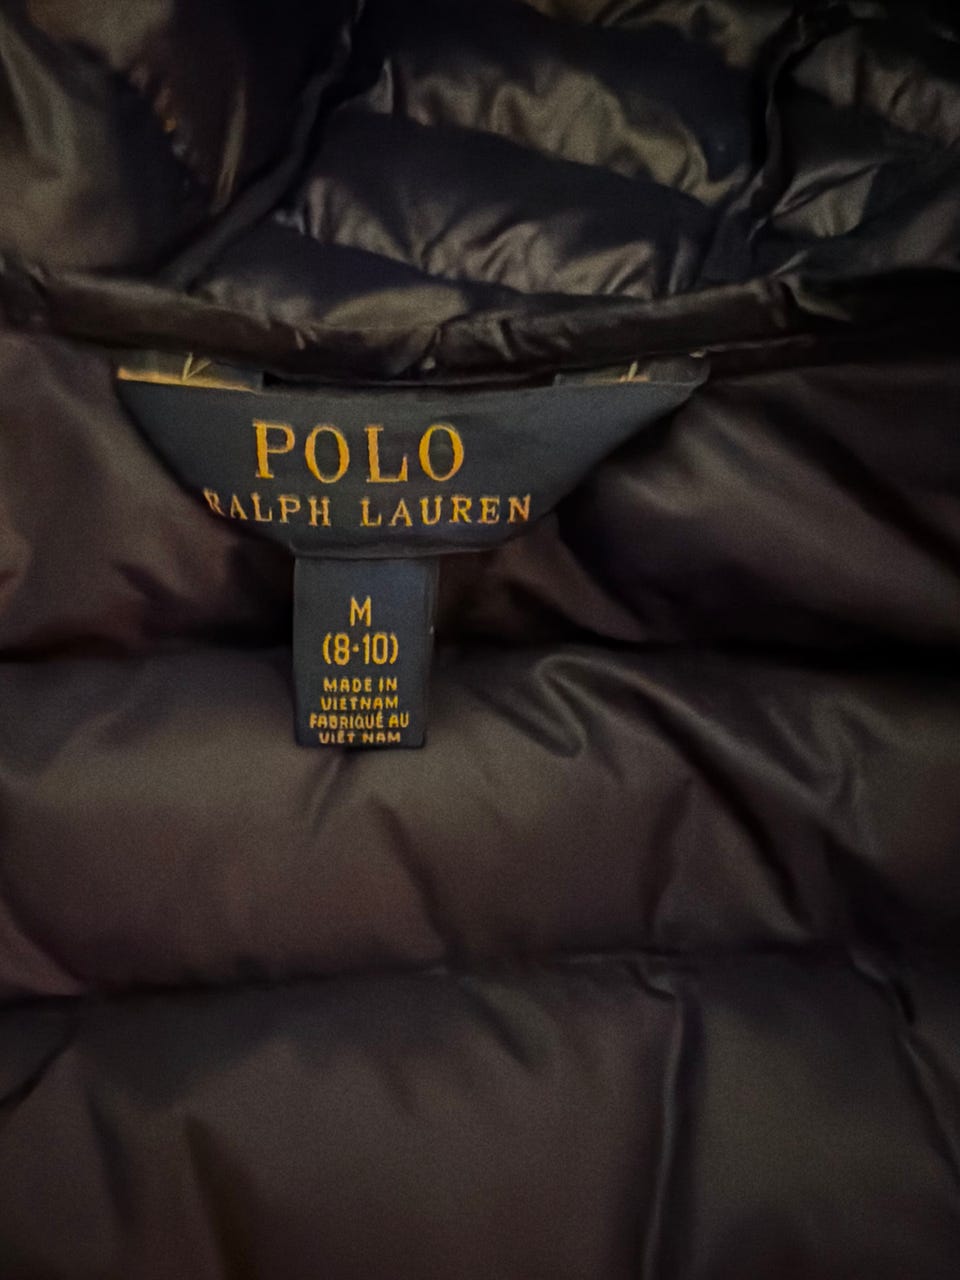 POLO
RALPH LAUREN
M
(8-10)
MADE IN
VIETNAM
FABRIQUÉ AU
VIÊT NAM